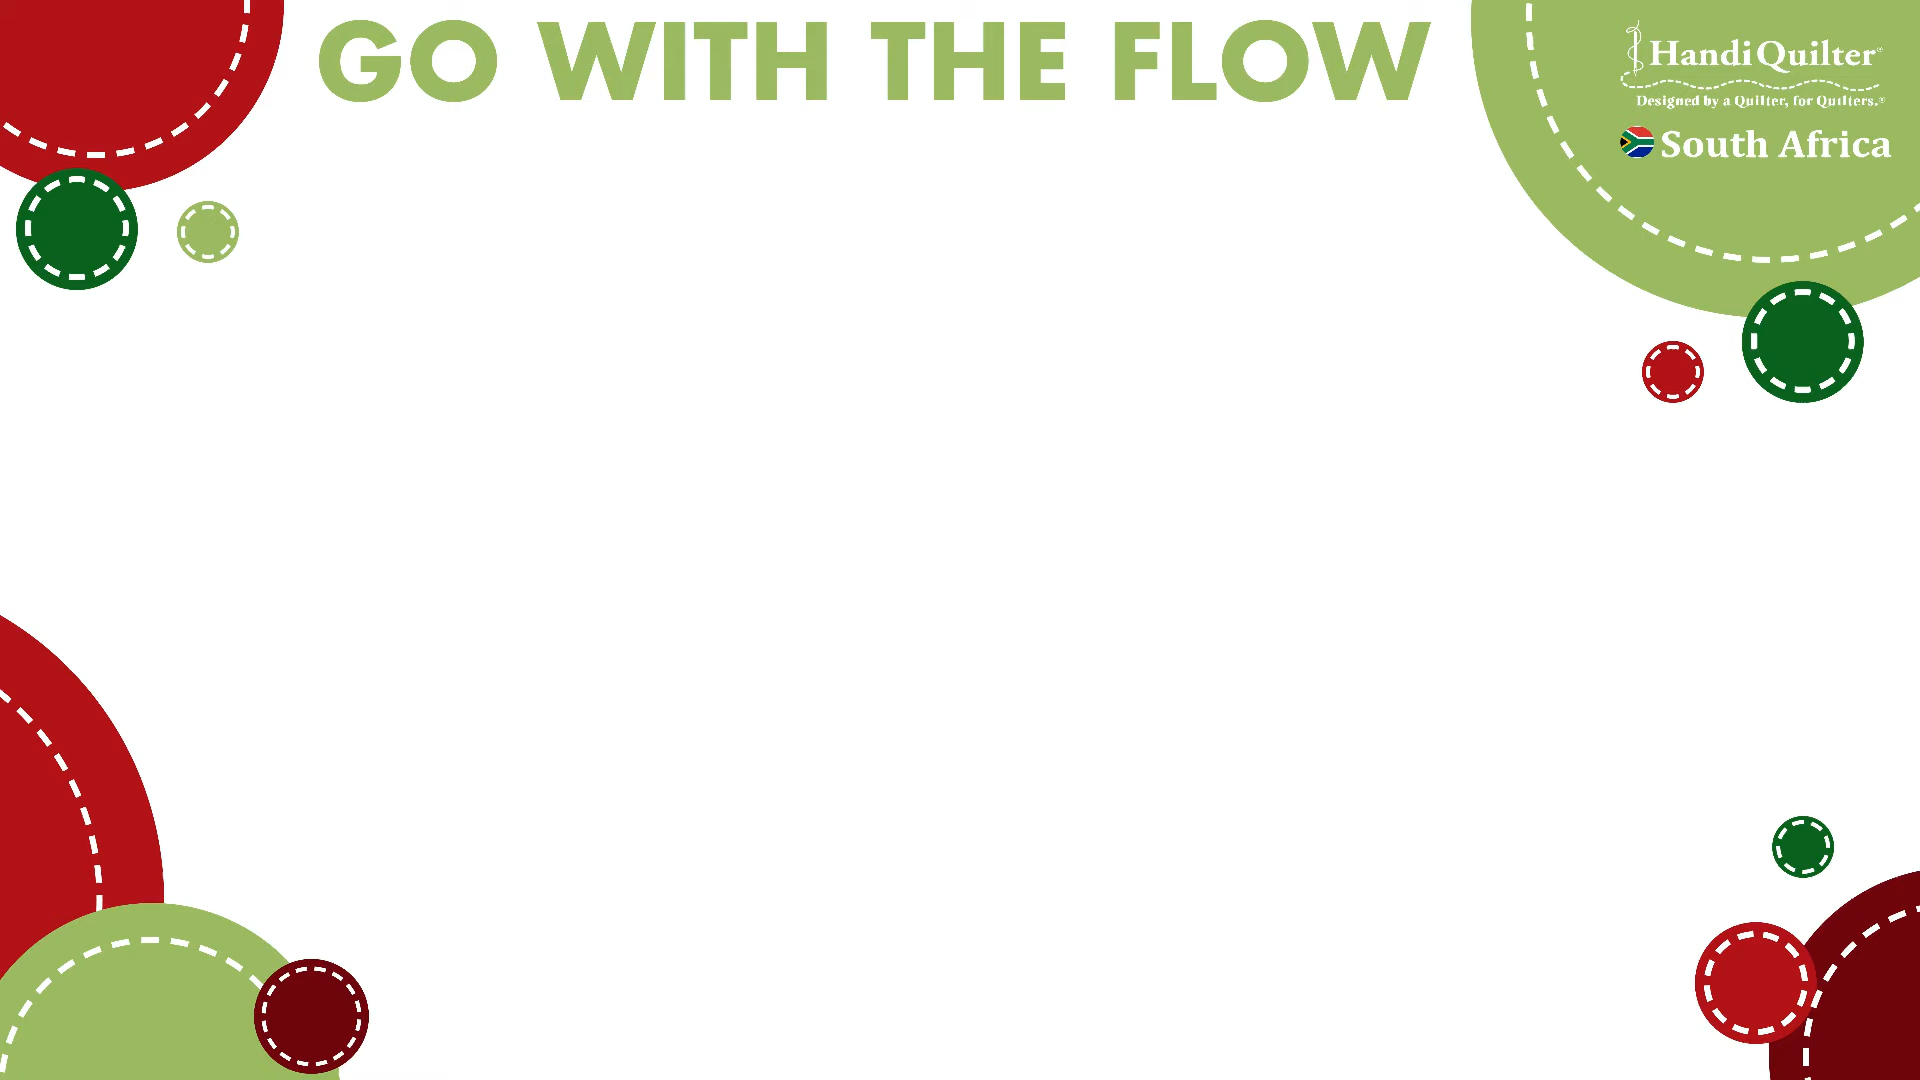 GO WITH THE FLOW
HandiQuilter®
Designed by a Quilter, for Quilters.®
South Africa